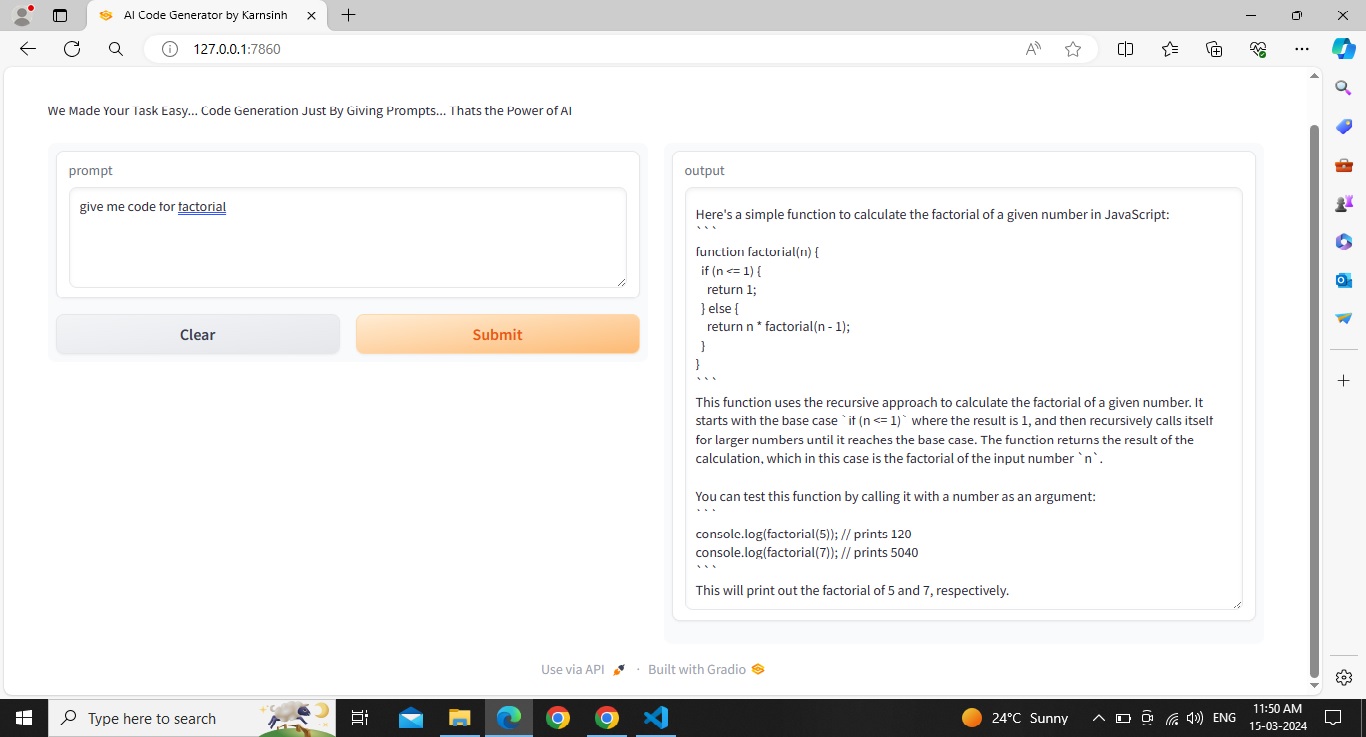 AI Code Generator by Karnsinh
127.0.0.1:7860
We Made Your Task Easy... Code Generation Just By Giving Prompts... Thats the Power of AI
prompt
give me code for factorial
Clear
Submit
output
Here's a simple function to calculate the factorial of a given number in JavaScript:
```
function factorial(n) {
  if (n <= 1) {
    return 1;
  } else {
    return n * factorial(n - 1);
  }
}
```
This function uses the recursive approach to calculate the factorial of a given number. It
starts with the base case `if (n <= 1)` where the result is 1, and then recursively calls itself
for larger numbers until it reaches the base case. The function returns the result of the
calculation, which in this case is the factorial of the input number `n`.
You can test this function by calling it with a number as an argument:
```
console.log(factorial(5)); // prints 120
console.log(factorial(7)); // prints 5040
```
This will print out the factorial of 5 and 7, respectively.
Use via API · Built with Gradio
Type here to search
24°C Sunny
ENG
11:50 AM
15-03-2024